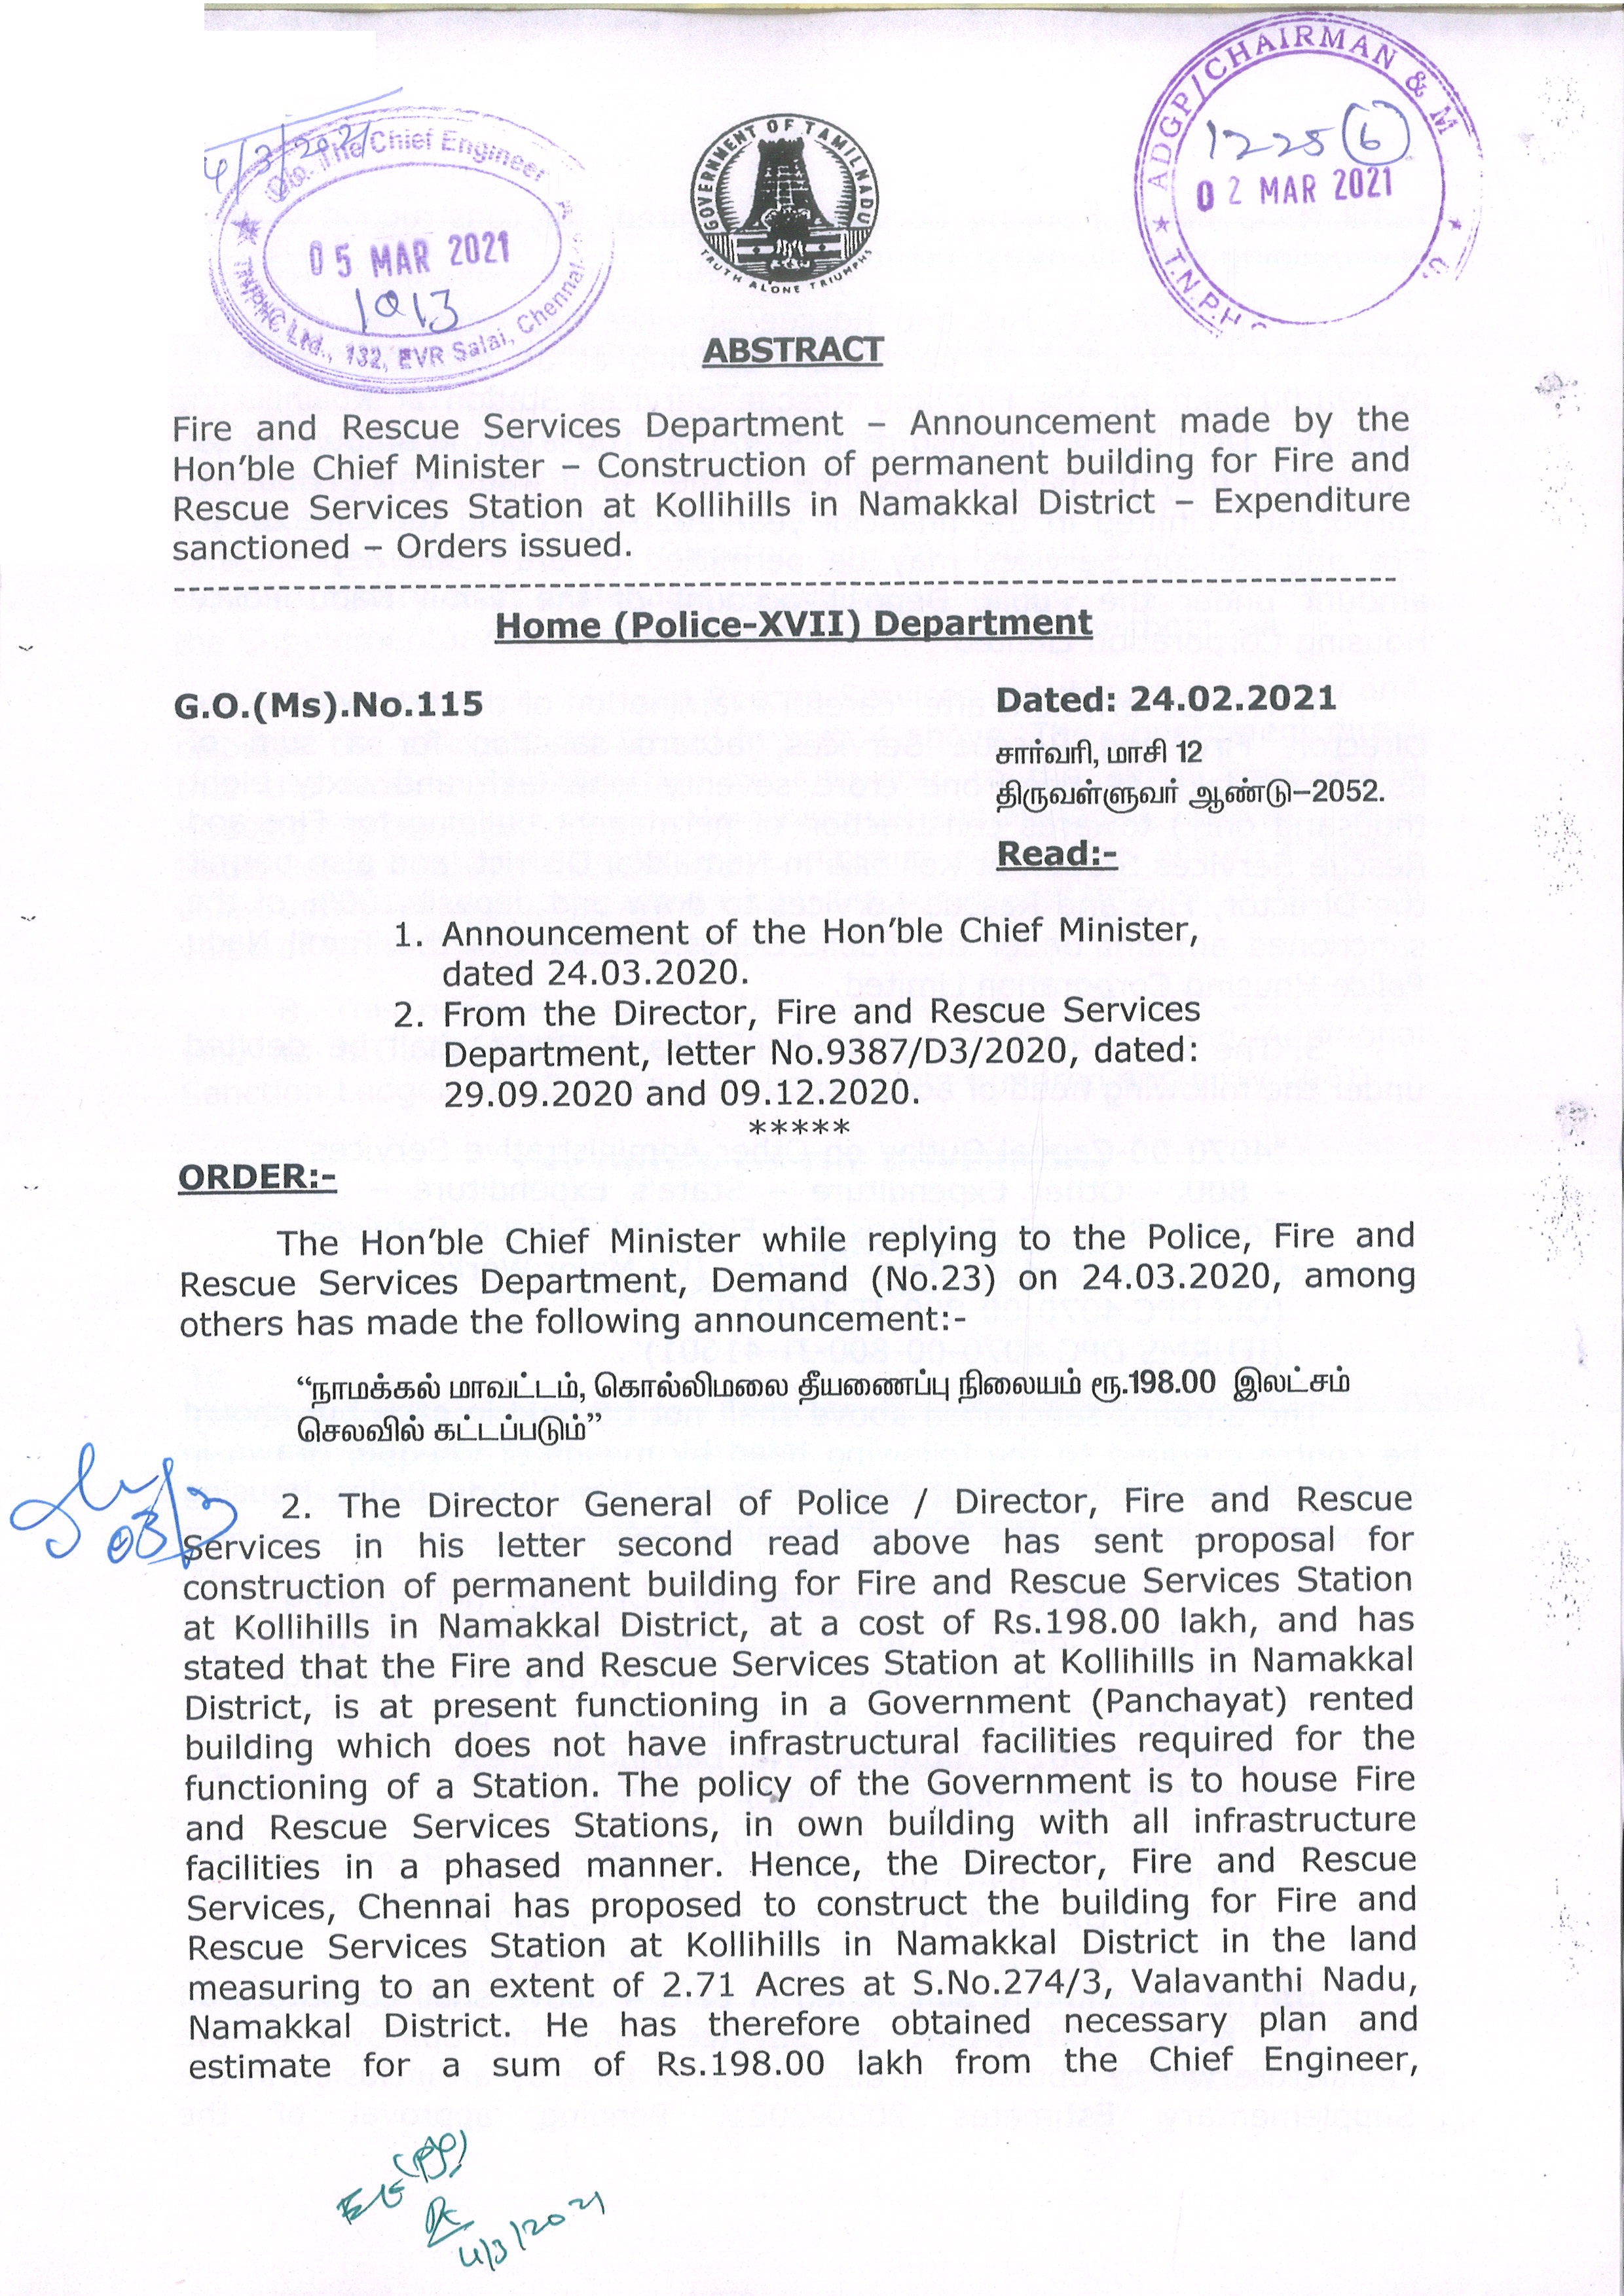 4/3/2021
O/o. The Chief Engineer
05 MAR 2021
1013
TNPHC Ltd., 132, EVR Salai, Chennai
GOVERNMENT OF TAMILNADU
TRUTH ALONE TRIUMPHS
ADGP/CHAIRMAN & M
1225 (6)
02 MAR 2021
T.N.P.H.C.
ABSTRACT
Fire and Rescue Services Department – Announcement made by the
Hon'ble Chief Minister – Construction of permanent building for Fire and
Rescue Services Station at Kollihills in Namakkal District – Expenditure
sanctioned – Orders issued.
Home (Police-XVII) Department
G.O.(Ms).No.115
Dated: 24.02.2021
சார்வரி, மாசி 12
திருவள்ளுவர் ஆண்டு–2052.
Read:-
1. Announcement of the Hon'ble Chief Minister,
dated 24.03.2020.
2. From the Director, Fire and Rescue Services
Department, letter No.9387/D3/2020, dated:
29.09.2020 and 09.12.2020.
*****
ORDER:-
The Hon'ble Chief Minister while replying to the Police, Fire and
Rescue Services Department, Demand (No.23) on 24.03.2020, among
others has made the following announcement:-
“நாமக்கல் மாவட்டம், கொல்லிமலை தீயணைப்பு நிலையம் ரூ.198.00 இலட்சம்
செலவில் கட்டப்படும்”
2. The Director General of Police / Director, Fire and Rescue
Services in his letter second read above has sent proposal for
construction of permanent building for Fire and Rescue Services Station
at Kollihills in Namakkal District, at a cost of Rs.198.00 lakh, and has
stated that the Fire and Rescue Services Station at Kollihills in Namakkal
District, is at present functioning in a Government (Panchayat) rented
building which does not have infrastructural facilities required for the
functioning of a Station. The policy of the Government is to house Fire
and Rescue Services Stations, in own building with all infrastructure
facilities in a phased manner. Hence, the Director, Fire and Rescue
Services, Chennai has proposed to construct the building for Fire and
Rescue Services Station at Kollihills in Namakkal District in the land
measuring to an extent of 2.71 Acres at S.No.274/3, Valavanthi Nadu,
Namakkal District. He has therefore obtained necessary plan and
estimate for a sum of Rs.198.00 lakh from the Chief Engineer,
03/3
4/3/2021